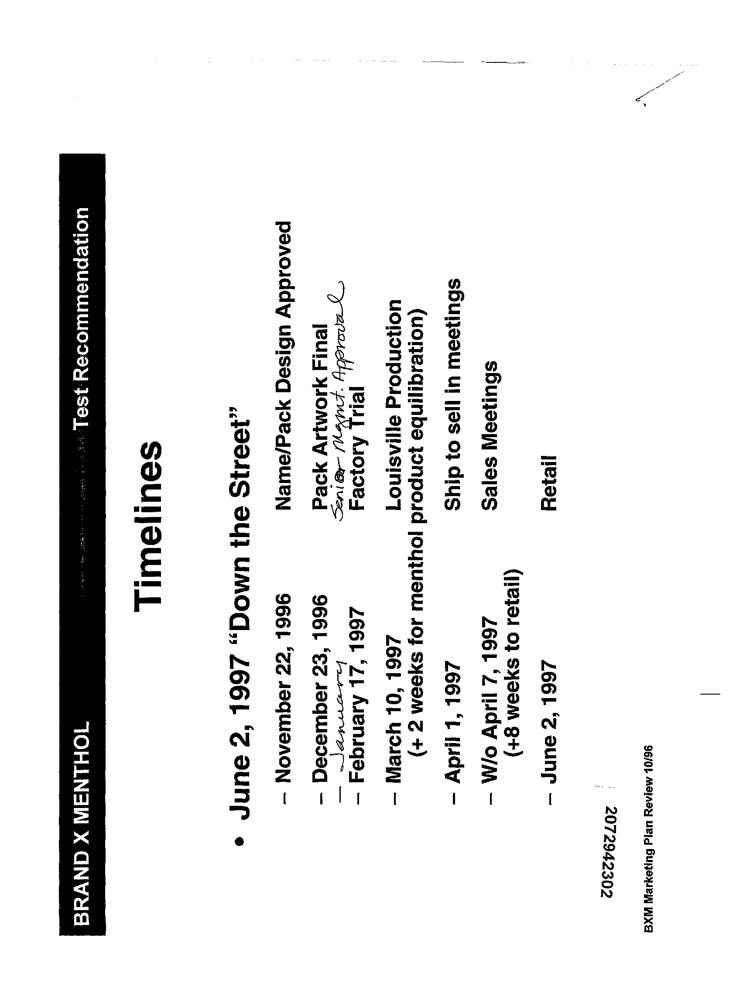 BRAND X MENTHOL Test Recommendation
Timelines
• June 2, 1997 “Down the Street”
– November 22, 1996 Name/Pack Design Approved
– December 23, 1996 Pack Artwork Final
– January Senior Mgmt. Approval
– February 17, 1997 Factory Trial
– March 10, 1997 Louisville Production
(+ 2 weeks for menthol product equilibration)
– April 1, 1997 Ship to sell in meetings
– W/o April 7, 1997 Sales Meetings
(+8 weeks to retail)
– June 2, 1997 Retail
2072942302
BXM Marketing Plan Review 10/96